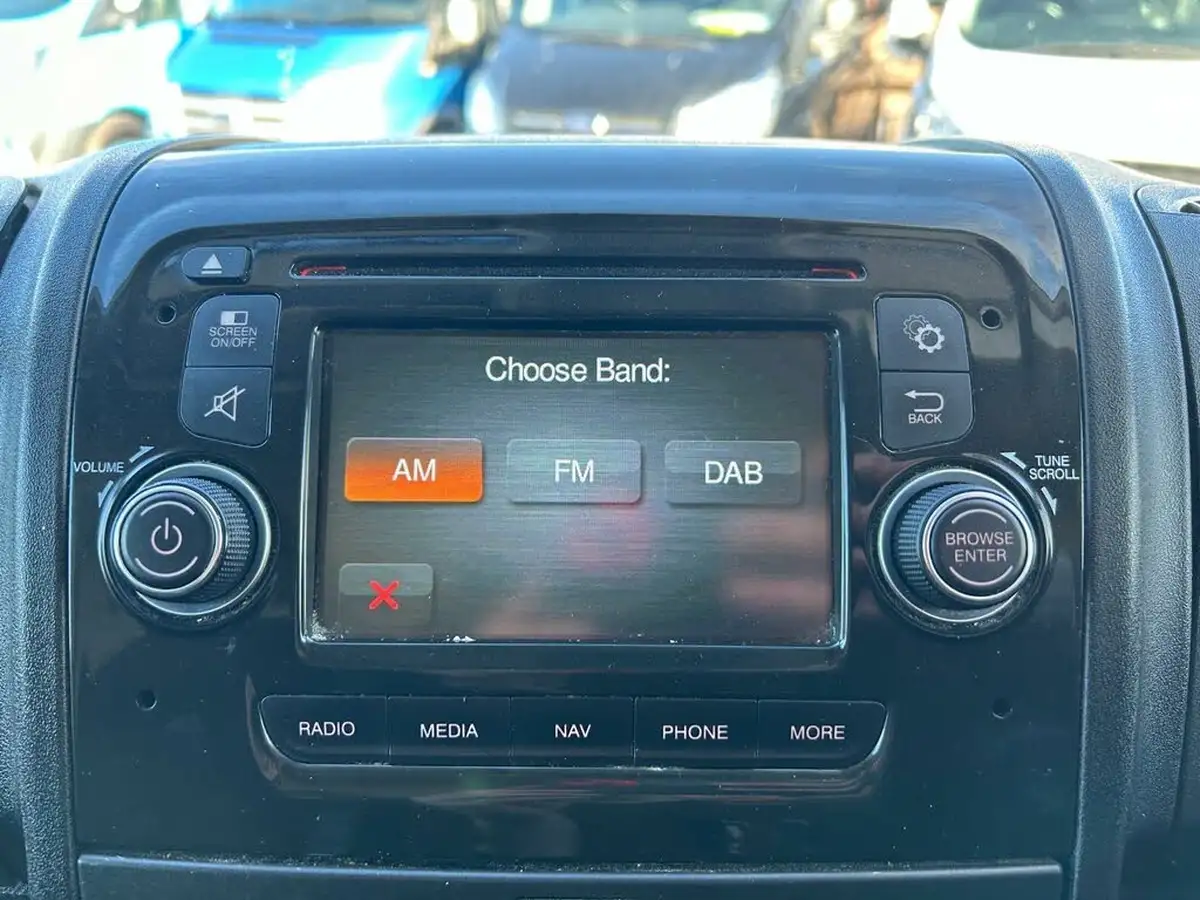 SCREEN
ON/OFF
VOLUME
Choose Band:
AM FM DAB
BACK
TUNE
SCROLL
BROWSE
ENTER
RADIO MEDIA NAV PHONE MORE